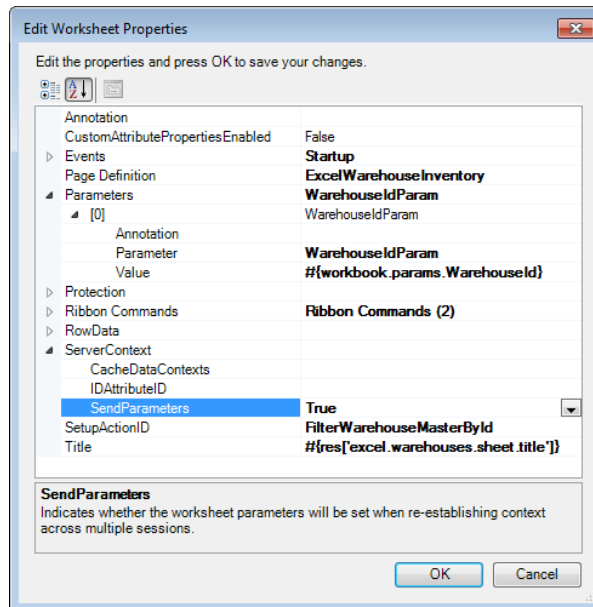 Edit Worksheet Properties
Edit the properties and press OK to save your changes.
Annotation
CustomAttributePropertiesEnabled False
Events Startup
Page Definition ExcelWarehouseInventory
Parameters WarehouseIdParam
[0] WarehouseIdParam
Annotation
Parameter WarehouseIdParam
Value #{workbook.params.WarehouseId}
Protection
Ribbon Commands Ribbon Commands (2)
RowData
ServerContext
CacheDataContexts
IDAttributeID
SendParameters True
SetupActionID FilterWarehouseMasterById
Title #{res['excel.warehouses.sheet.title']}
SendParameters
Indicates whether the worksheet parameters will be set when re-establishing context
across multiple sessions.
OK Cancel